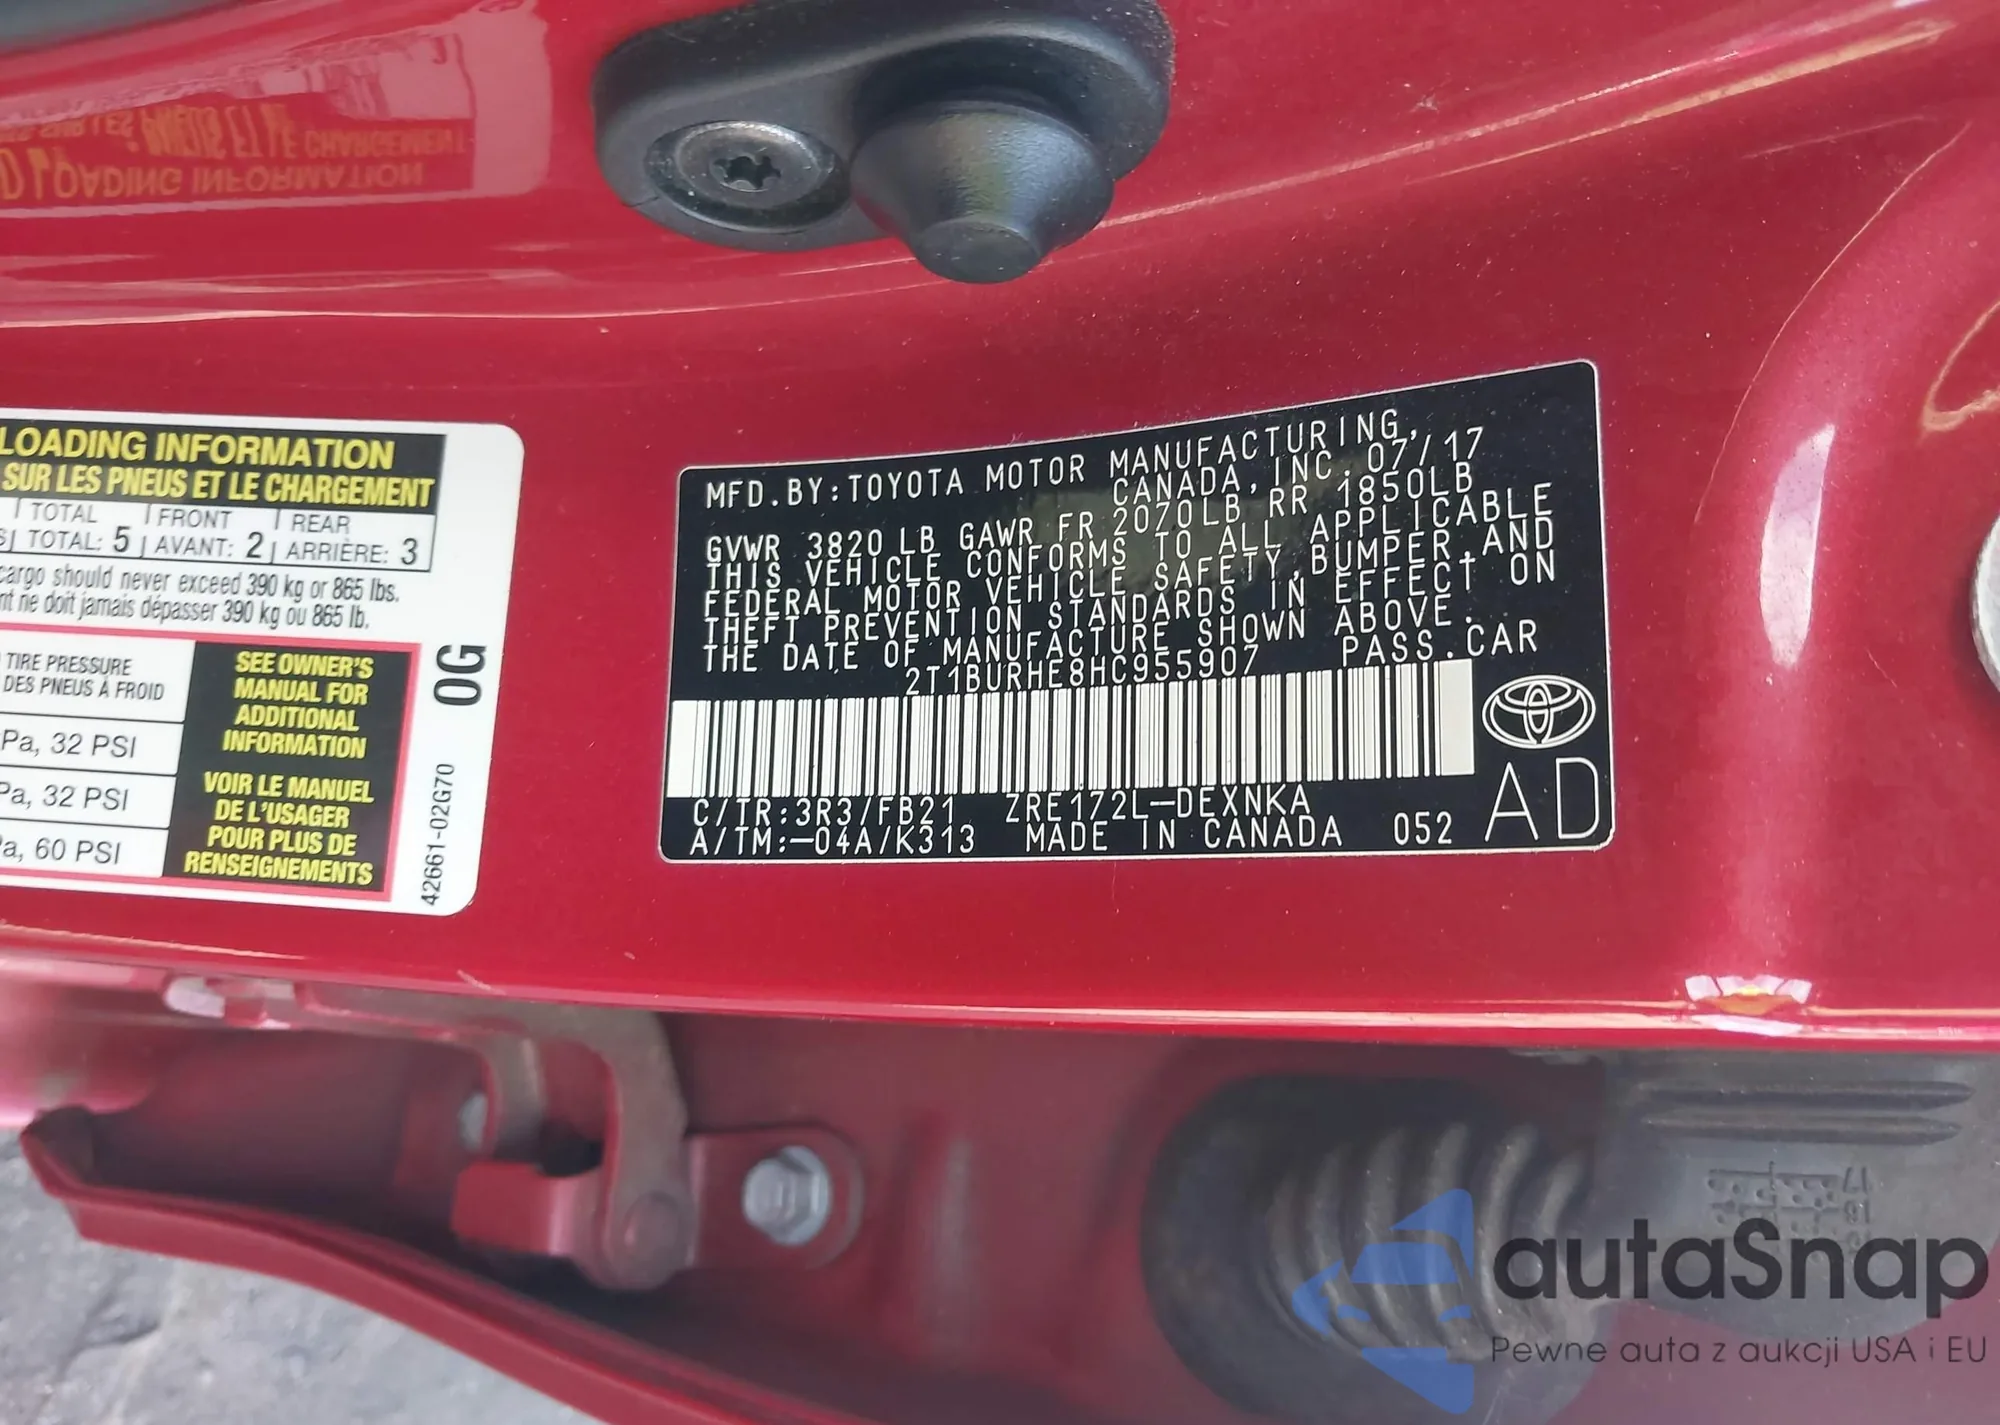 LOADING INFORMATION
SUR LES PNEUS ET LE CHARGEMENT
TOTAL FRONT REAR
TOTAL: 5 AVANT: 2 ARRIÈRE: 3
cargo should never exceed 390 kg or 865 lbs.
ne doit jamais dépasser 390 kg ou 865 lb.
TIRE PRESSURE
DES PNEUS À FROID
Pa, 32 PSI
Pa, 32 PSI
a, 60 PSI
SEE OWNER'S
MANUAL FOR
ADDITIONAL
INFORMATION
VOIR LE MANUEL
DE L'USAGER
POUR PLUS DE
RENSEIGNEMENTS
0G
42661-02G70
MFD.BY:TOYOTA MOTOR MANUFACTURING,
CANADA, INC. 07/17
GVWR 3820 LB GAWR FR 2070LB RR 1850LB
THIS VEHICLE CONFORMS TO ALL APPLICABLE
FEDERAL MOTOR VEHICLE SAFETY,BUMPER,AND
THEFT PREVENTION STANDARDS IN EFFECT ON
THE DATE OF MANUFACTURE SHOWN ABOVE.
2T1BURHE8HC955907 PASS.CAR
C/TR:3R3/FB21 ZRE172L-DEXNKA
A/TM:-04A/K313 MADE IN CANADA 052
AD
autaSnap
Pewne auta z aukcji USA i EU